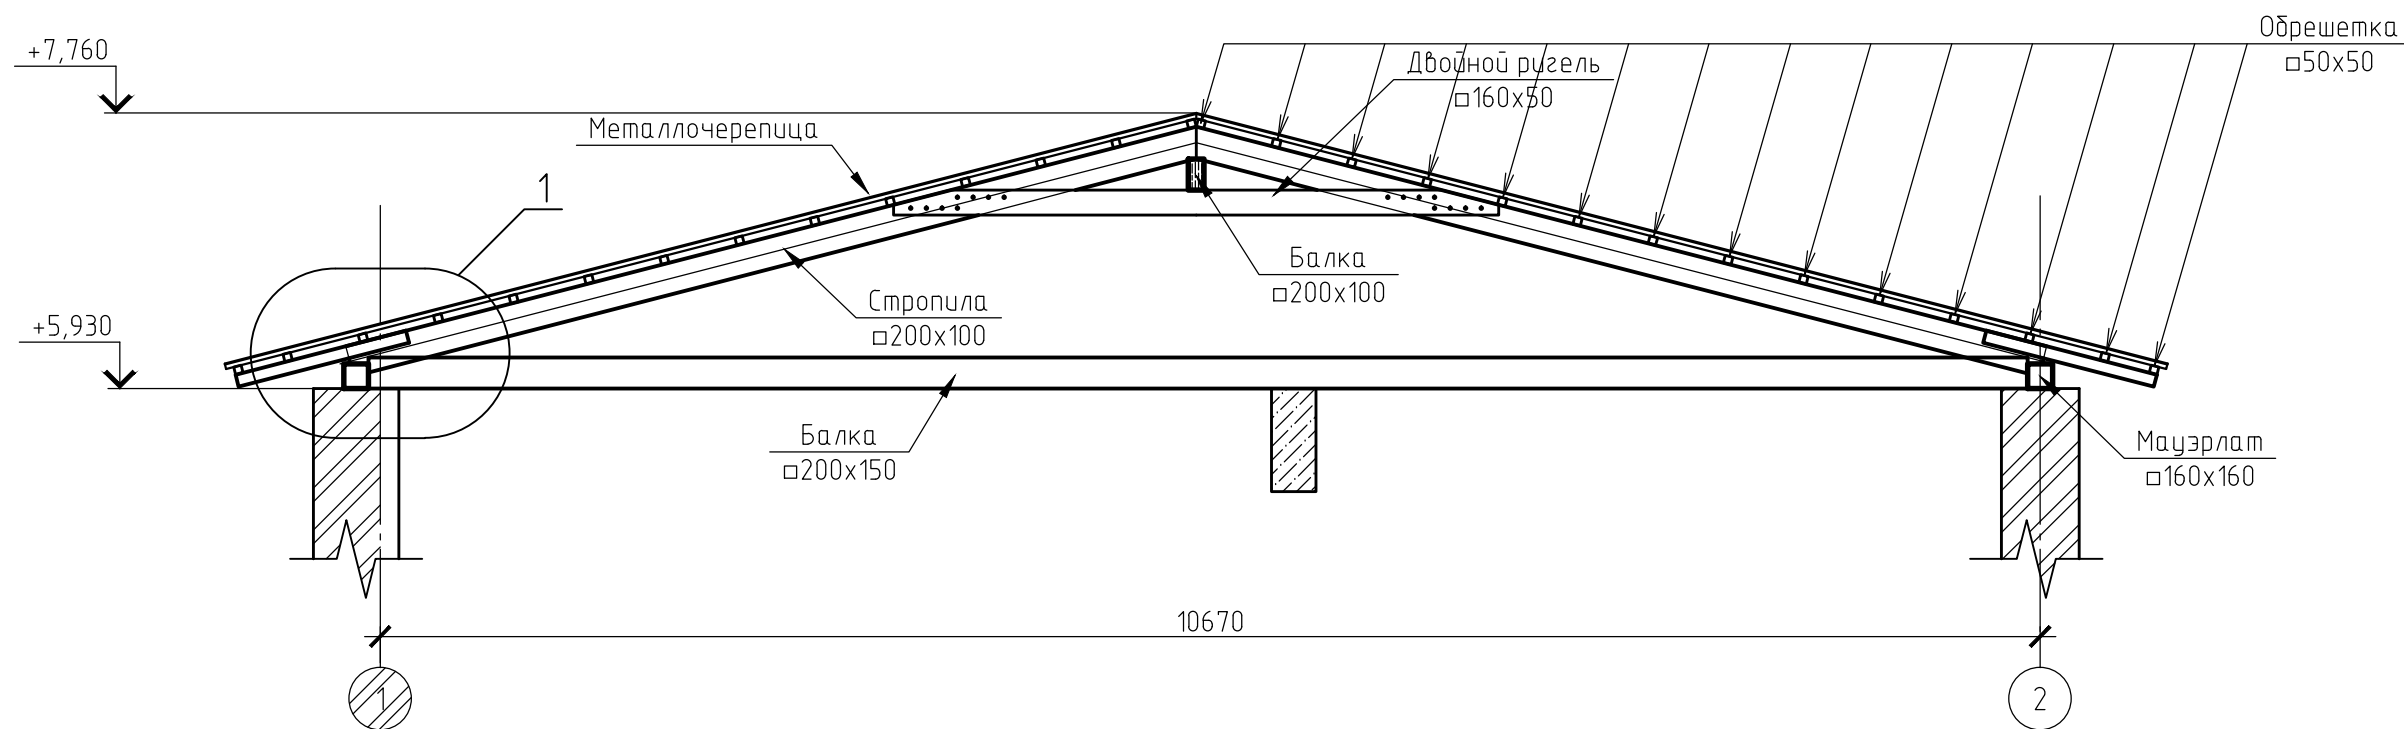 Обрешетка
□50х50
+7,760
Двойной ригель
□160х50
Металлочерепица
1
Балка
□200х100
Стропила
□200х100
+5,930
Балка
□200х150
Мауэрлат
□160х160
10670
1
2